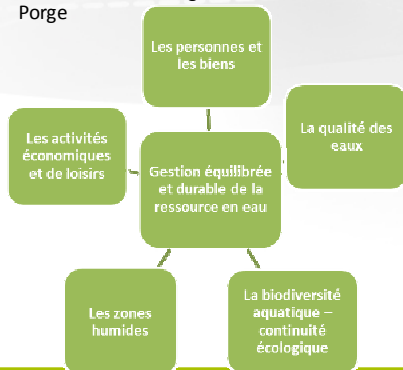 Porge
Les personnes et
les biens
La qualité des
eaux
Les activités
économiques
et de loisirs
Gestion équilibrée
et durable de la
ressource en eau
Les zones
humides
La biodiversité
aquatique –
continuité
écologique